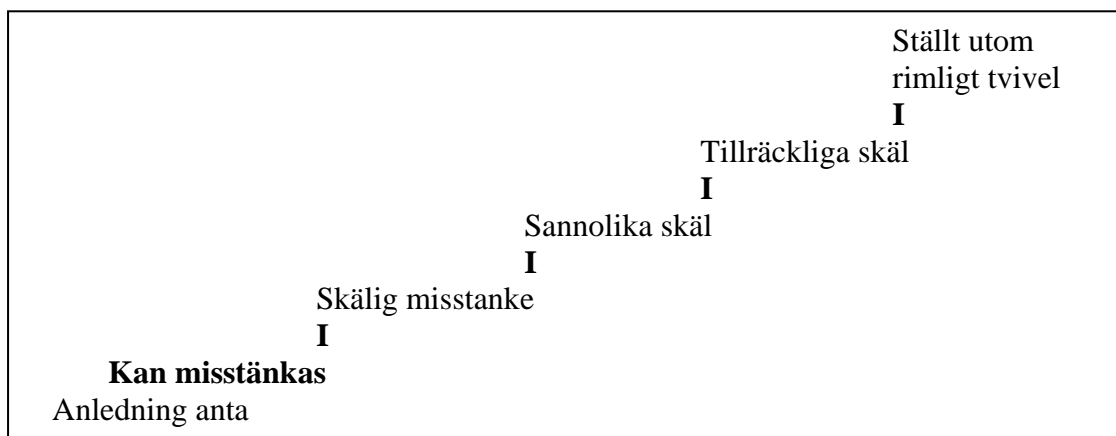 Ställt utom
rimligt tvivel
I
Tillräckliga skäl
I
Sannolika skäl
I
Skälig misstanke
I
Kan misstänkas
Anledning anta